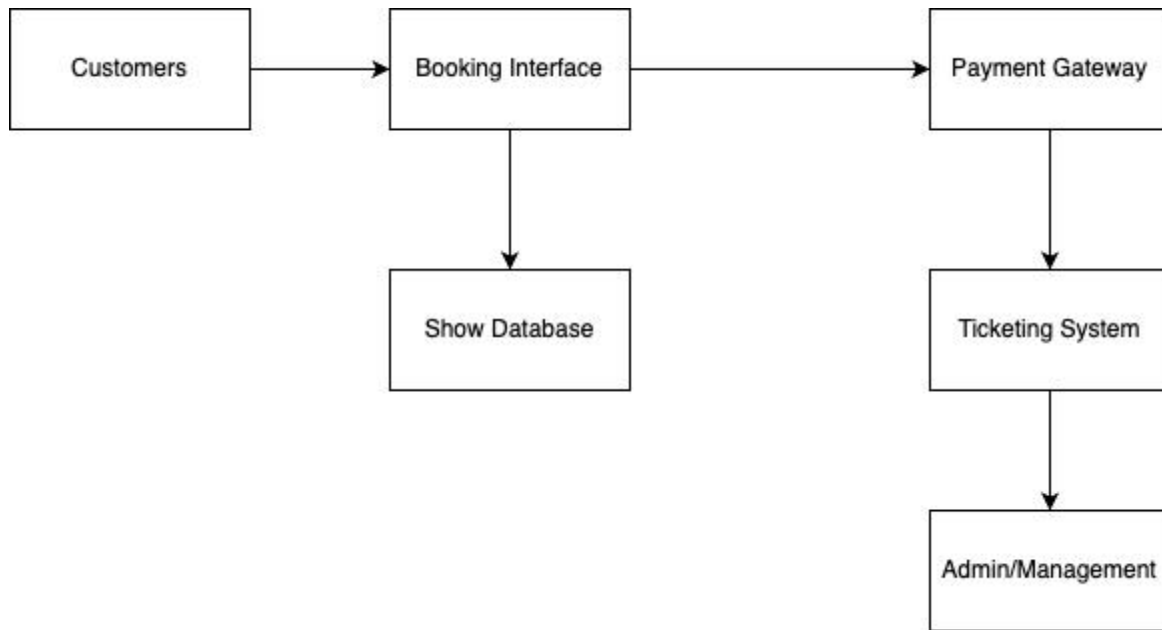 Customers
Booking Interface
Payment Gateway
Show Database
Ticketing System
Admin/Management